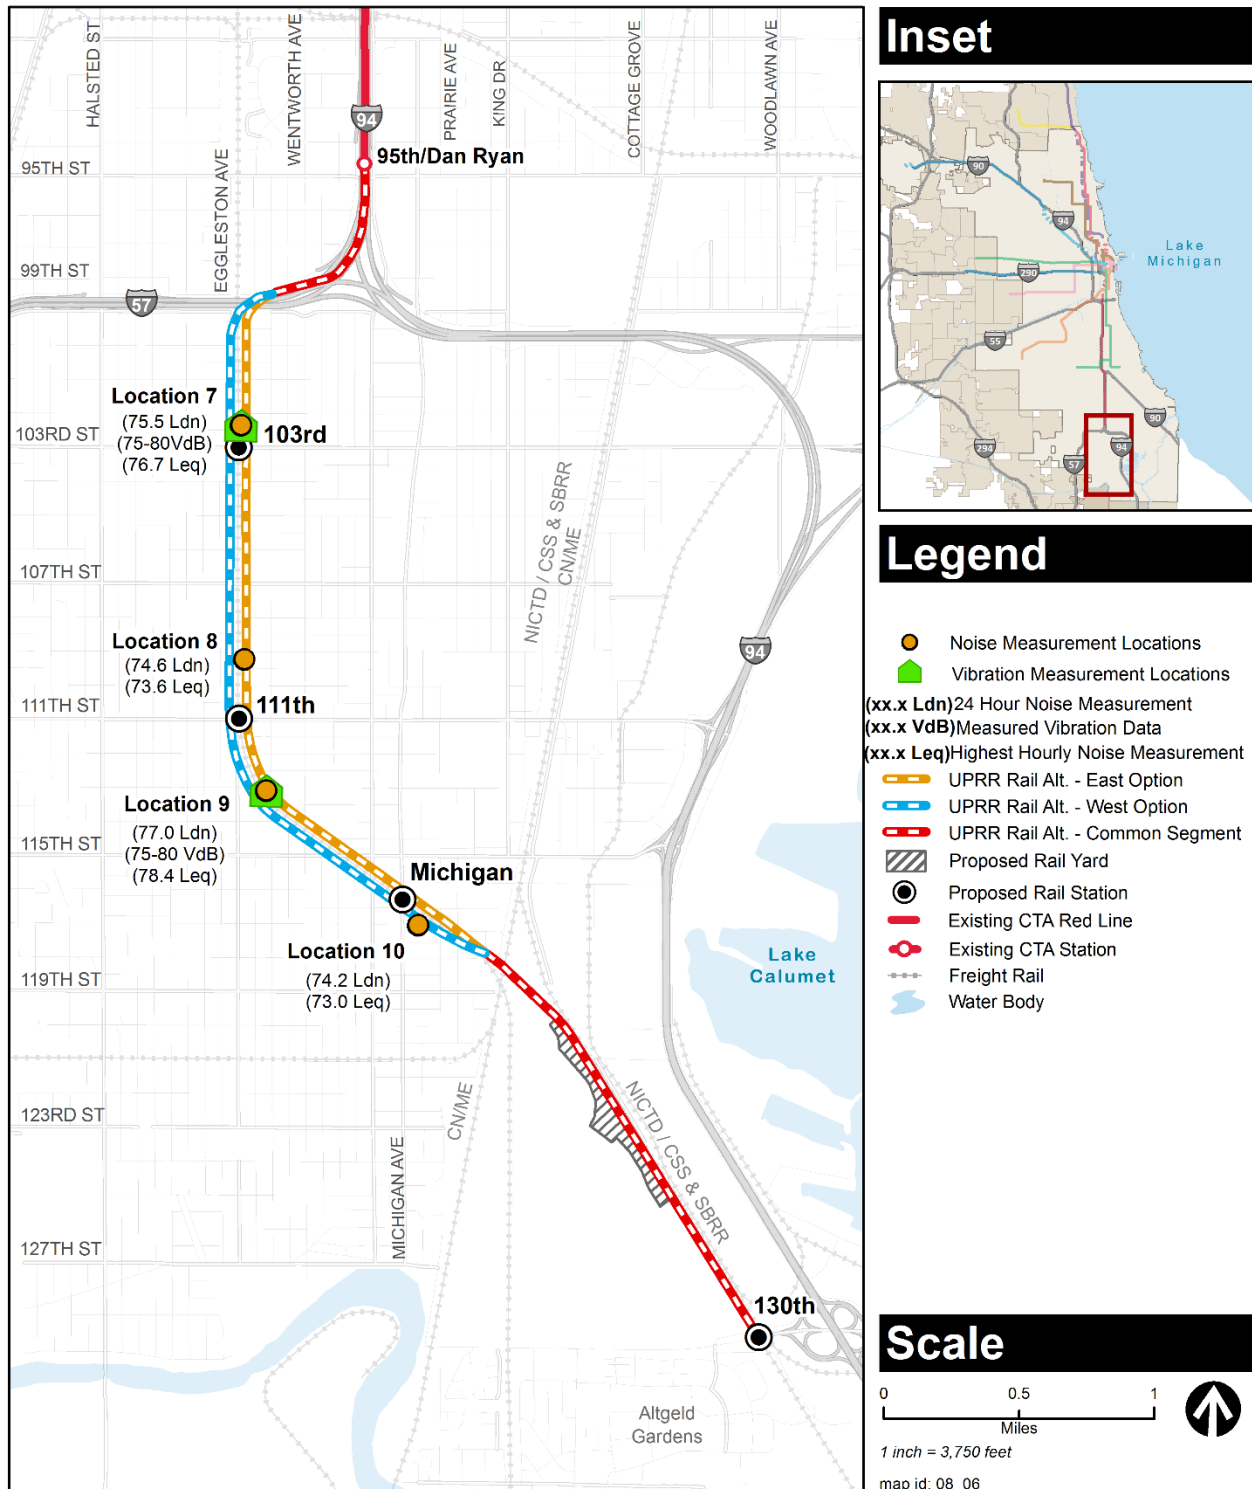 HALSTED ST
WENTWORTH AVE
94
PRAIRIE AVE
KING DR
COTTAGE GROVE
WOODLAWN AVE
95th/Dan Ryan
95TH ST
EGGLESTON AVE
99TH ST
57
Location 7
(75.5 Ldn)
(75-80VdB)
(76.7 Leq)
103RD ST
103rd
NICTD / CSS & SBRR
CN/ME
107TH ST
Location 8
(74.6 Ldn)
(73.6 Leq)
94
111TH ST
111th
Location 9
(77.0 Ldn)
(75-80 VdB)
(78.4 Leq)
115TH ST
Michigan
Location 10
(74.2 Ldn)
(73.0 Leq)
Lake
Calumet
119TH ST
123RD ST
CN/ME
NICTD / CSS & SBRR
MICHIGAN AVE
127TH ST
130th
Altgeld
Gardens
Inset
90
94
Lake
Michigan
290
55
90
294
57
94
Legend
Noise Measurement Locations
Vibration Measurement Locations
(xx.x Ldn) 24 Hour Noise Measurement
(xx.x VdB) Measured Vibration Data
(xx.x Leq) Highest Hourly Noise Measurement
UPRR Rail Alt. - East Option
UPRR Rail Alt. - West Option
UPRR Rail Alt. - Common Segment
Proposed Rail Yard
Proposed Rail Station
Existing CTA Red Line
Existing CTA Station
Freight Rail
Water Body
Scale
0 0.5 1
Miles
1 inch = 3,750 feet
map id: 08_06